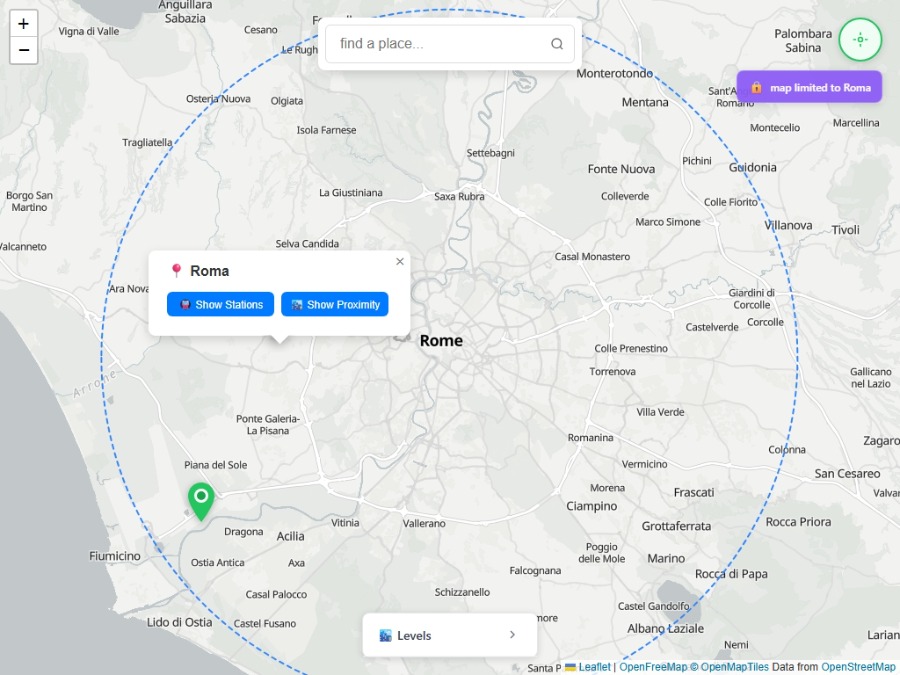 Anguillara
Sabazia
Vigna di Valle
Cesano
Le Rugh
+
−
find a place...
Palombara
Sabina
Monterotondo
map limited to Roma
Osteria Nuova
Olgiata
Mentana
Isola Farnese
Montecelio
Marcellina
Tragliatella
Settebagni
Fonte Nuova
Pichini
Guidonia
Borgo San
Martino
La Giustiniana
Saxa Rubra
Colleverde
Colle Fiorito
Marco Simone
Villanova
Tivoli
Valcanneto
Selva Candida
Casal Monastero
Roma
×
Show Stations
Show Proximity
Ara Nova
Giardini di
Corcolle
Corcolle
Castelverde
Rome
Colle Prenestino
Torrenova
Gallicano
nel Lazio
Arrone
Villa Verde
Ponte Galeria-
La Pisana
Romanina
Zagaro
Colonna
Piana del Sole
Vermicino
San Cesareo
Morena
Frascati
Ciampino
Valvar
Vitinia
Vallerano
Rocca Priora
Grottaferrata
Dragona
Acilia
Fiumicino
Ostia Antica
Axa
Poggio
delle Mole
Marino
Falcognana
Rocca di Papa
Casal Palocco
Schizzanello
Castel Gandolfo
Lido di Ostia
Castel Fusano
Levels
Albano Laziale
Nemi
Larian
Santa P
Leaflet | OpenFreeMap © OpenMapTiles Data from OpenStreetMap